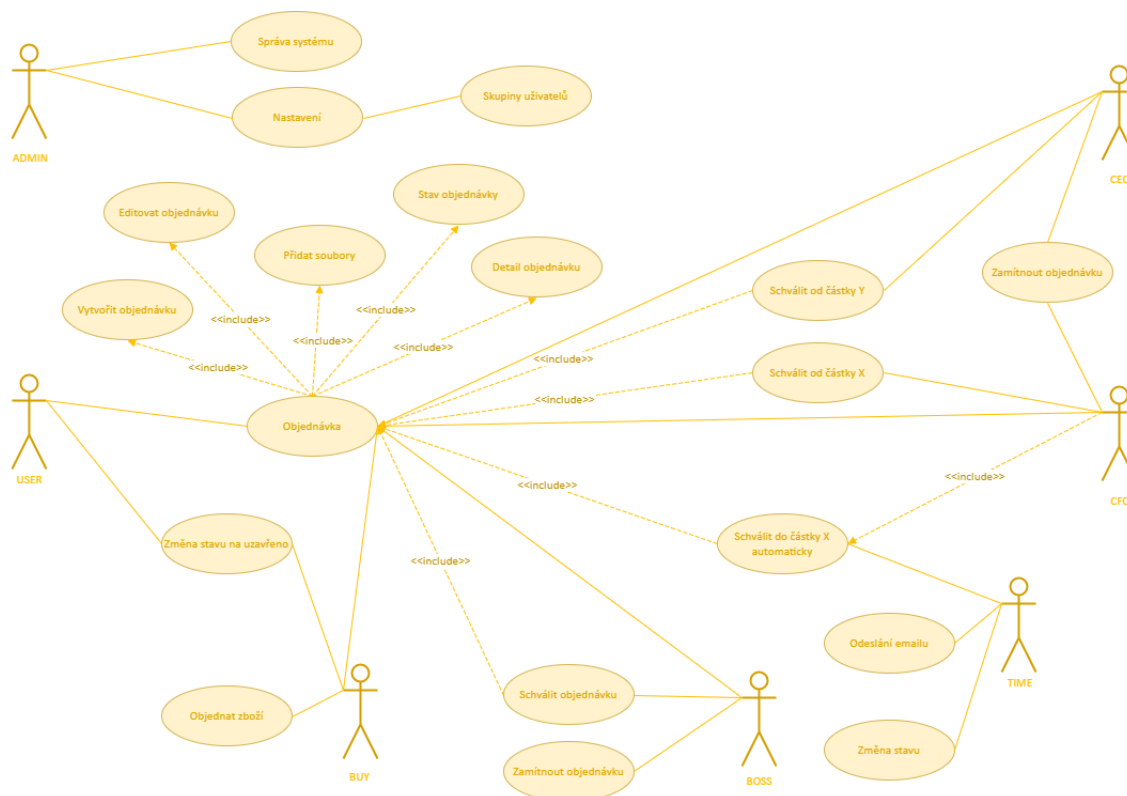 Správa systému
Nastavení
Skupiny uživatelů
ADMIN
CEO
Editovat objednávku
Stav objednávky
Přidat soubory
Detail objednávku
Zamítnout objednávku
Vytvořit objednávku
Schválit od částky Y
<<include>>
<<include>>
<<include>>
<<include>>
<<include>>
<<include>>
Schválit od částky X
<<include>>
USER
Objednávka
CFO
<<include>>
<<include>>
Změna stavu na uzavřeno
Schválit do částky X
automaticky
<<include>>
Odeslání emailu
TIME
Objednat zboží
Schválit objednávku
Změna stavu
BUY
Zamítnout objednávku
BOSS